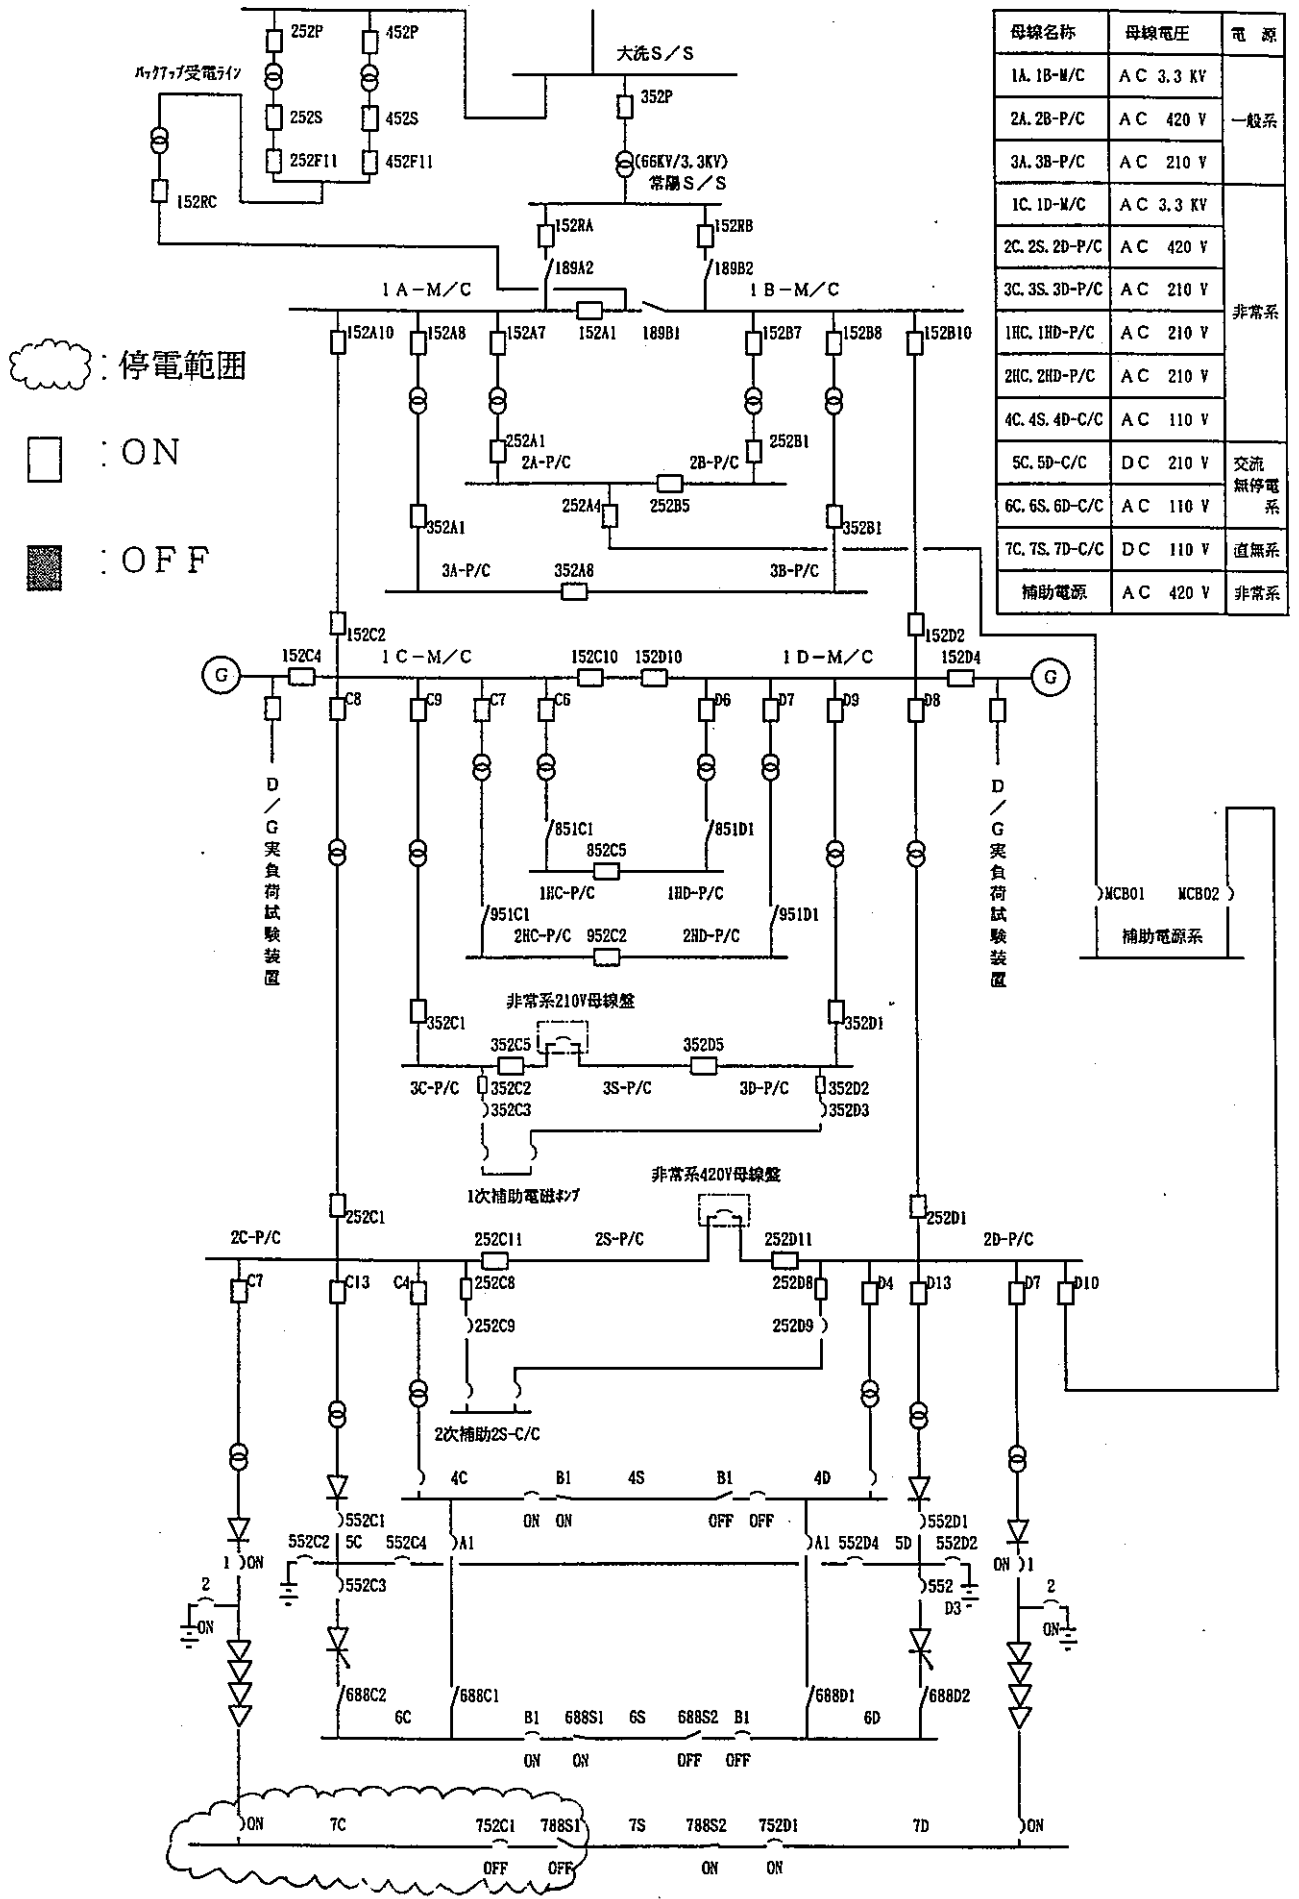 252P
452P
大洗S/S
ﾊﾞｯｸｱｯﾌﾟ受電ﾗｲﾝ
352P
252S
452S
252F11
452F11
(66KV/3.3KV)
常陽S/S
152RC
152RA
152RB
189A2
189B2
1A-M/C
1B-M/C
152A10
152A8
152A7
152A1
189B1
152B7
152B8
152B10
:停電範囲
:ON
:OFF
252A1
252B1
2A-P/C
2B-P/C
252A4
252B5
352A1
352B1
3A-P/C
352A8
3B-P/C
母線名称 母線電圧 電 源
1A.1B-M/C AC 3.3 KV
2A.2B-P/C AC 420 V 一般系
3A.3B-P/C AC 210 V
1C.1D-M/C AC 3.3 KV
2C.2S.2D-P/C AC 420 V
3C.3S.3D-P/C AC 210 V
1HC.1HD-P/C AC 210 V 非常系
2HC.2HD-P/C AC 210 V
4C.4S.4D-C/C AC 110 V
5C.5D-C/C DC 210 V 交流
無停電
系
6C.6S.6D-C/C AC 110 V
7C.7S.7D-C/C DC 110 V 直無系
補助電源 AC 420 V 非常系
152C2
152D2
G
152C4
1C-M/C
152C10
152D10
1D-M/C
152D4
G
C8
C9
C7
C6
D6
D7
D9
D8
D/G実負荷試験装置
D/G実負荷試験装置
851C1
851D1
852C5
1HC-P/C
1HD-P/C
951C1
951D1
2HC-P/C
952C2
2HD-P/C
MCB01
MCB02
補助電源系
非常系210V母線盤
352C1
352D1
352C5
352D5
3C-P/C
352C2
3S-P/C
3D-P/C
352D2
352C3
352D3
1次補助電磁ﾎﾟﾝﾌﾟ
非常系420V母線盤
252C1
252D1
2C-P/C
252C11
2S-P/C
252D11
2D-P/C
C7
C13
C4
252C8
252D8
D4
D13
D7
D10
252C9
252D9
2次補助2S-C/C
4C
B1
4S
B1
4D
ON
ON
OFF
OFF
552C1
552D1
552C2
5C
552C4
A1
A1
552D4
5D
552D2
1
ON
ON
1
552C3
552
D3
2
ON
2
ON
688C2
688C1
688D1
688D2
6C
B1
688S1
6S
688S2
B1
6D
ON
ON
OFF
OFF
ON
7C
752C1
788S1
7S
788S2
752D1
7D
ON
OFF
OFF
ON
ON